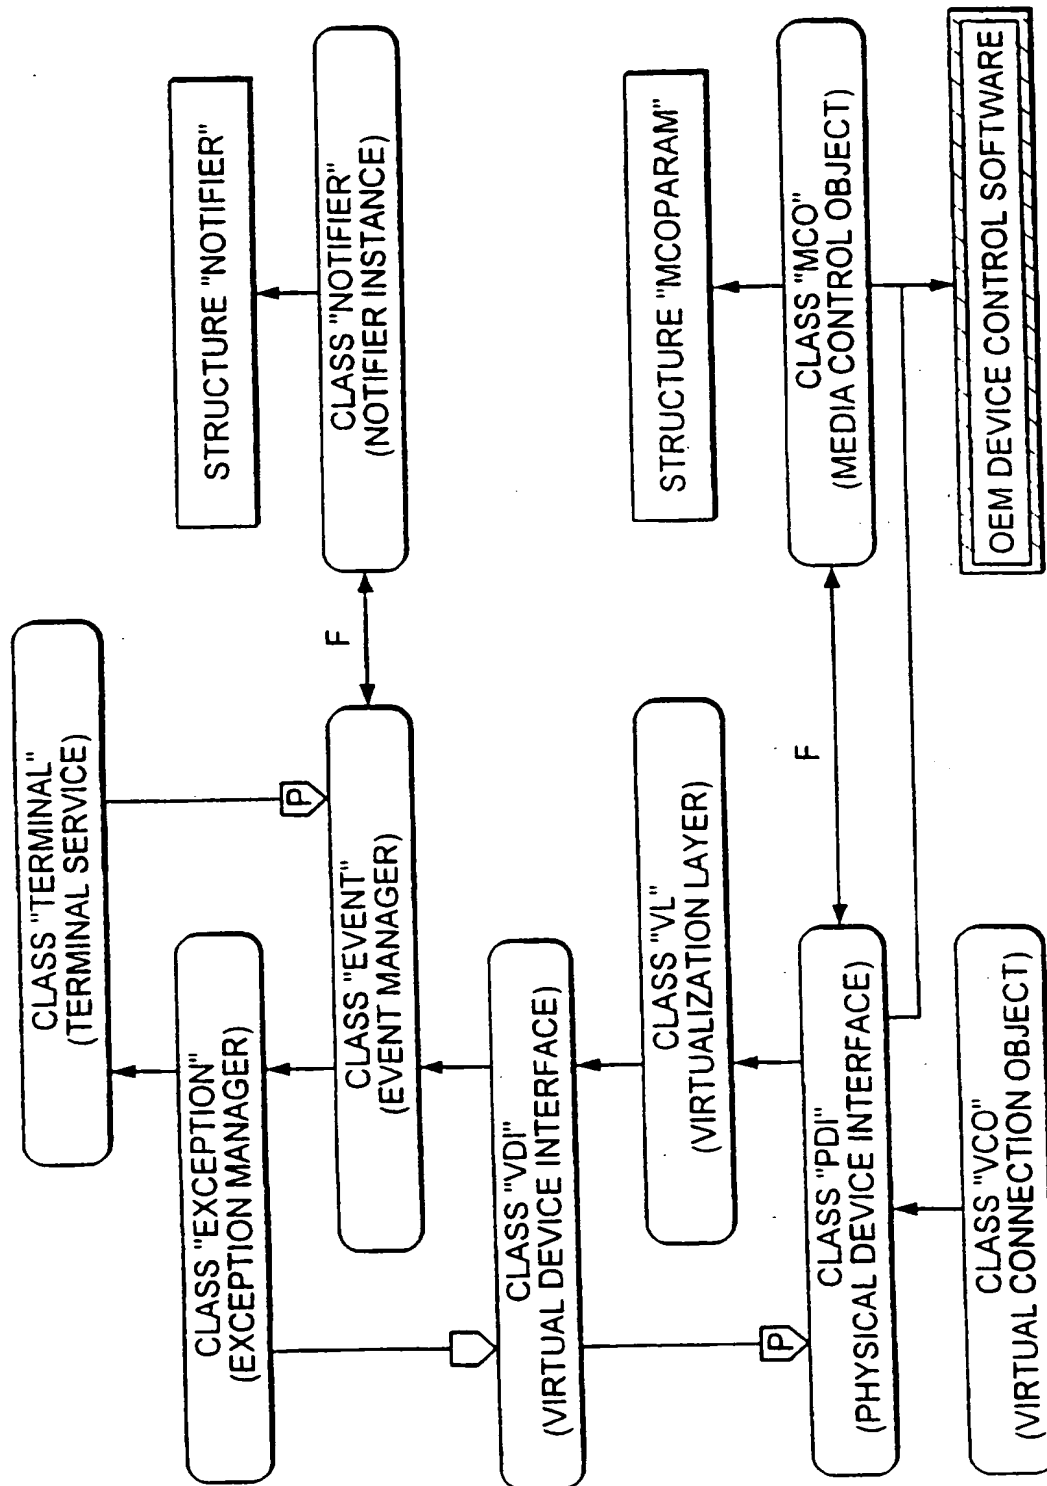 CLASS "TERMINAL"
(TERMINAL SERVICE)
STRUCTURE "NOTIFIER"
CLASS "EXCEPTION"
(EXCEPTION MANAGER)
P
CLASS "NOTIFIER"
(NOTIFIER INSTANCE)
F
CLASS "EVENT"
(EVENT MANAGER)
CLASS "VDI"
(VIRTUAL DEVICE INTERFACE)
STRUCTURE "MCOPARAM"
CLASS "VL"
(VIRTUALIZATION LAYER)
P
CLASS "MCO"
(MEDIA CONTROL OBJECT)
F
CLASS "PDI"
(PHYSICAL DEVICE INTERFACE)
OEM DEVICE CONTROL SOFTWARE
CLASS "VCO"
(VIRTUAL CONNECTION OBJECT)